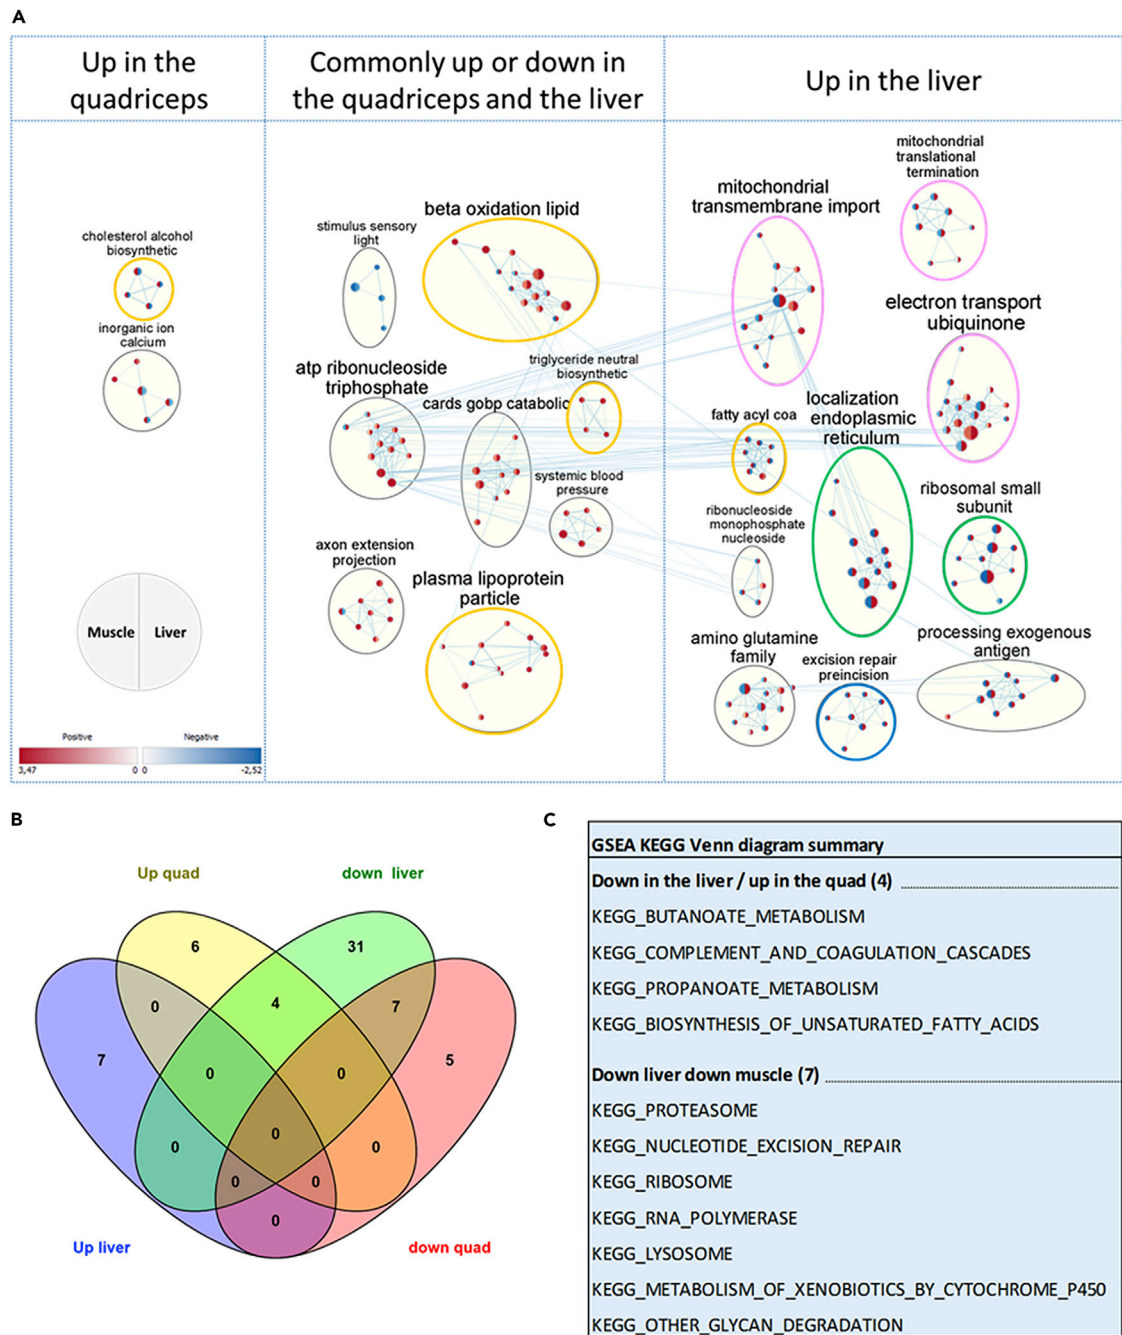 A
Up in the
quadriceps
Commonly up or down in
the quadriceps and the liver
Up in the liver
cholesterol alcohol
biosynthetic
inorganic ion
calcium
Muscle
Liver
Positive
Negative
3,47
0
0
-2,52
stimulus sensory
light
beta oxidation lipid
atp ribonucleoside
triphosphate
triglyceride neutral
biosynthetic
cards gobp catabolic
systemic blood
pressure
axon extension
projection
plasma lipoprotein
particle
mitochondrial
transmembrane import
mitochondrial
translational
termination
electron transport
ubiquinone
fatty acyl coa
localization
endoplasmic
reticulum
ribonucleoside
monophosphate
nucleoside
ribosomal small
subunit
amino glutamine
family
excision repair
preincision
processing exogenous
antigen
B
Up quad
down liver
6
31
0
4
7
7
0
0
5
0
0
0
0
0
0
Up liver
down quad
C
GSEA KEGG Venn diagram summary
Down in the liver / up in the quad (4)
KEGG_BUTANOATE_METABOLISM
KEGG_COMPLEMENT_AND_COAGULATION_CASCADES
KEGG_PROPANOATE_METABOLISM
KEGG_BIOSYNTHESIS_OF_UNSATURATED_FATTY_ACIDS
Down liver down muscle (7)
KEGG_PROTEASOME
KEGG_NUCLEOTIDE_EXCISION_REPAIR
KEGG_RIBOSOME
KEGG_RNA_POLYMERASE
KEGG_LYSOSOME
KEGG_METABOLISM_OF_XENOBIOTICS_BY_CYTOCHROME_P450
KEGG_OTHER_GLYCAN_DEGRADATION